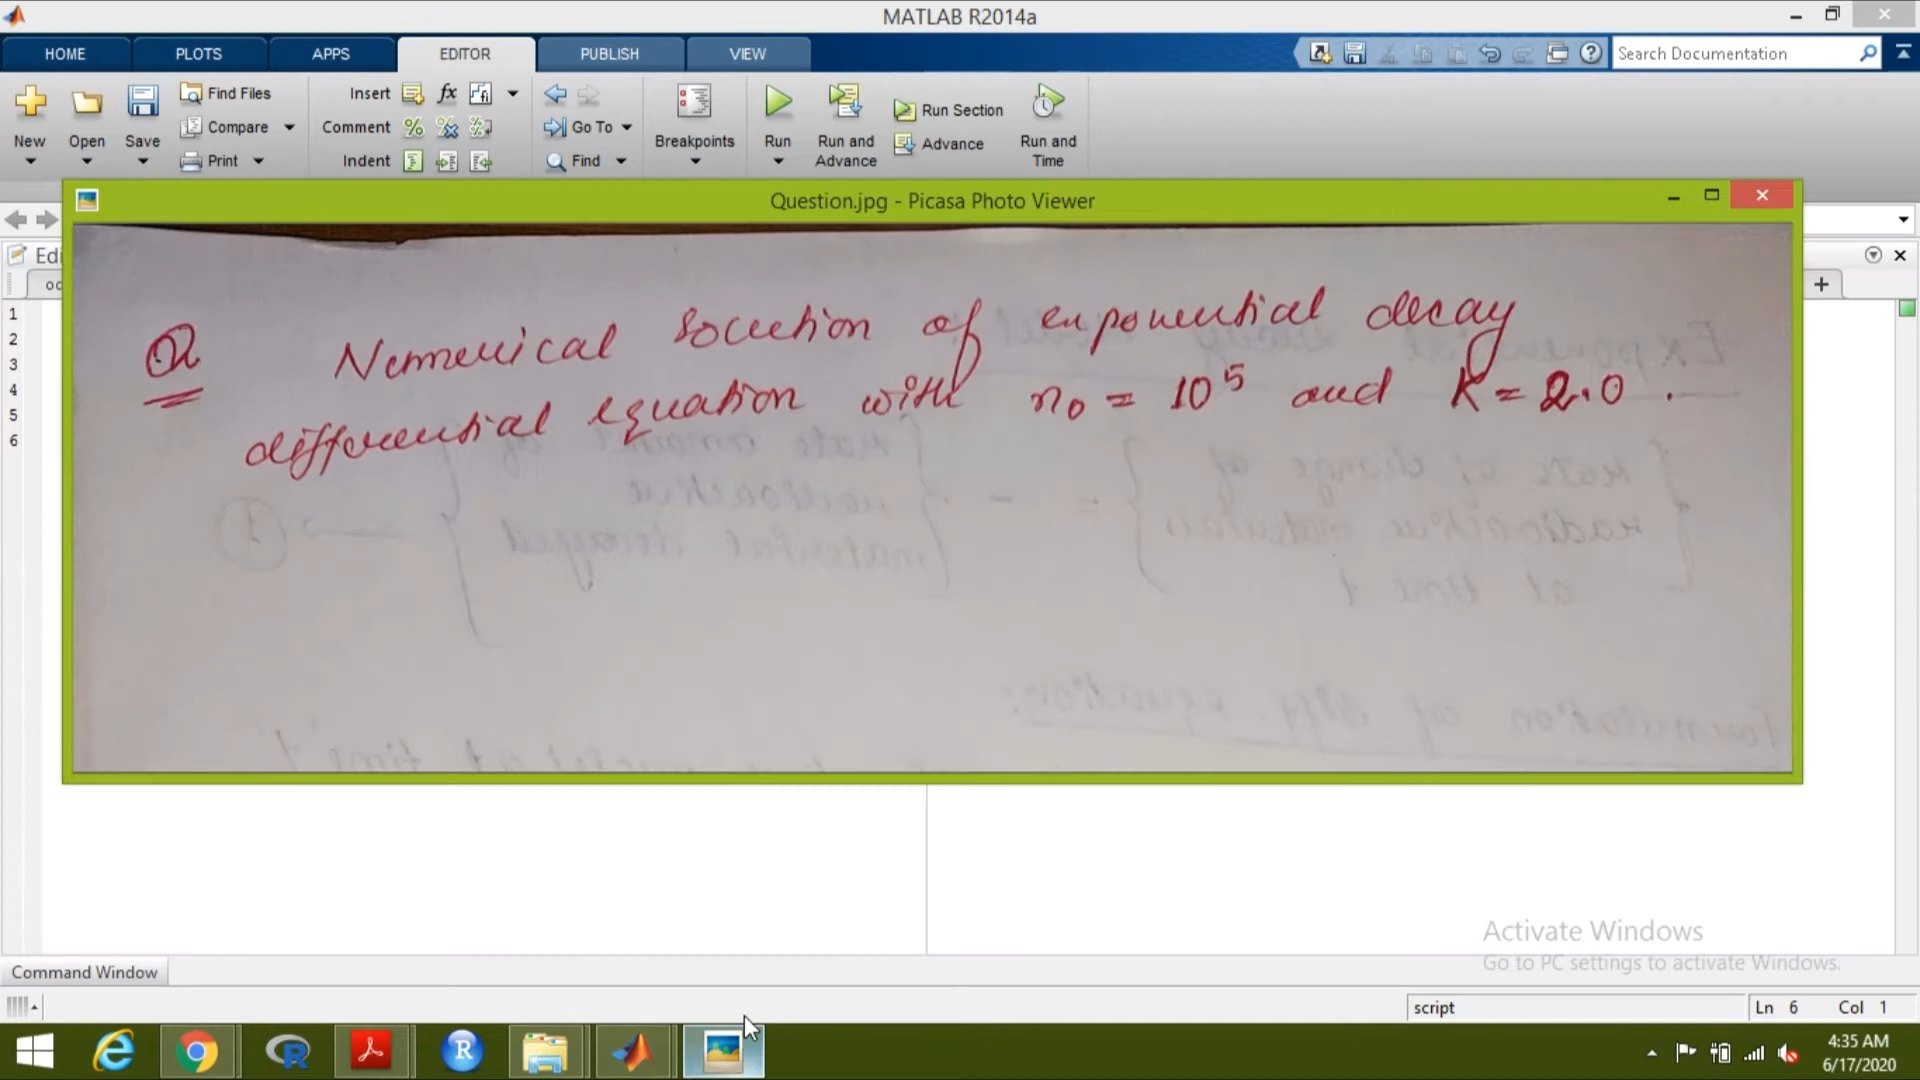 MATLAB R2014a
HOME PLOTS APPS EDITOR PUBLISH VIEW
Search Documentation
New Open Save Find Files Compare Print
Insert fx Comment Indent
Go To Find
Breakpoints Run Run and Advance Run Section Advance Run and Time
Question.jpg - Picasa Photo Viewer
Edi
oc
1
2
3
4
5
6
Q Numerical Solution of exponential decay
differential equation with n₀ = 10⁵ and K = 2.0 .
Activate Windows
Go to PC settings to activate Windows.
Command Window
script Ln 6 Col 1
4:35 AM
6/17/2020